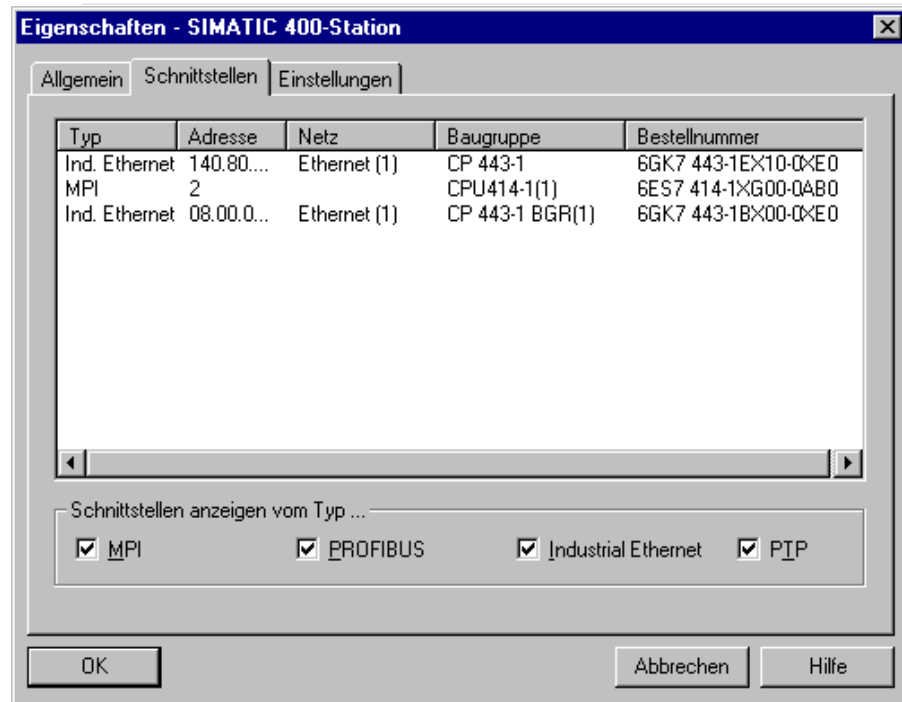 Eigenschaften - SIMATIC 400-Station
Allgemein Schnittstellen Einstellungen
Typ Adresse Netz Baugruppe Bestellnummer
Ind. Ethernet 140.80.... Ethernet (1) CP 443-1 6GK7 443-1EX10-0XE0
MPI 2 CPU414-1(1) 6ES7 414-1XG00-0AB0
Ind. Ethernet 08.00.0... Ethernet (1) CP 443-1 BGR(1) 6GK7 443-1BX00-0XE0
Schnittstellen anzeigen vom Typ ...
MPI PROFIBUS Industrial Ethernet PTP
OK Abbrechen Hilfe